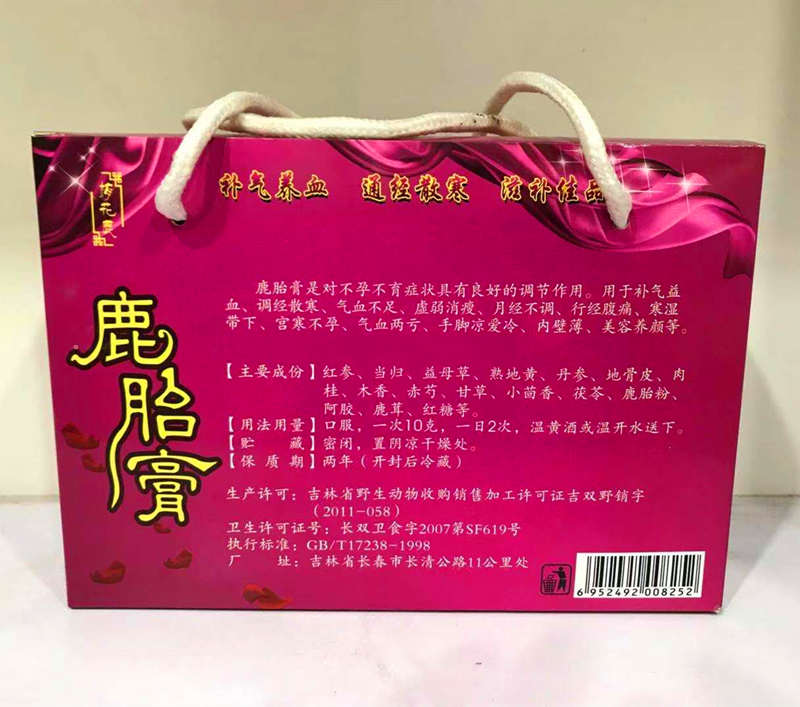 补气养血 通经散寒 滋补佳品
梅花鹿
鹿胎膏
鹿胎膏是对不孕不育症状具有良好的调节作用。用于补气益
血、调经散寒、气血不足、虚弱消瘦、月经不调、行经腹痛、寒湿
带下、宫寒不孕、气血两亏、手脚凉爱冷、内壁薄、美容养颜等。
【主要成份】红参、当归、益母草、熟地黄、丹参、地骨皮、肉
桂、木香、赤芍、甘草、小茴香、茯苓、鹿胎粉、
阿胶、鹿茸、红糖等。
【用法用量】口服,一次10克,一日2次,温黄酒或温开水送下。
【贮 藏】密闭,置阴凉干燥处。
【保 质 期】两年(开封后冷藏)
生产许可:吉林省野生动物收购销售加工许可证吉双野销字
(2011-058)
卫生许可证号:长双卫食字2007第SF619号
执行标准:GB/T17238-1998
厂 址:吉林省长春市长清公路11公里处
6 952492 008252